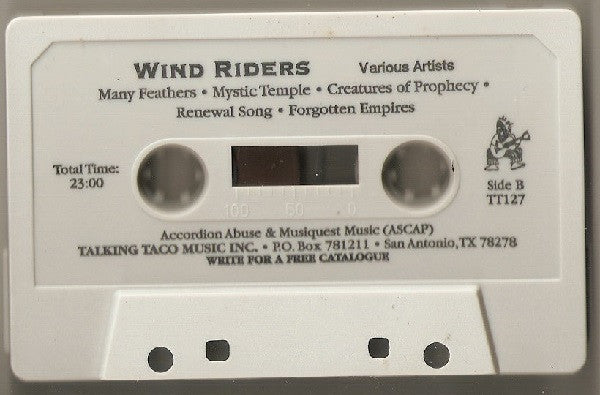 WIND RIDERS Various Artists
Many Feathers • Mystic Temple • Creatures of Prophecy •
Renewal Song • Forgotten Empires
Total Time:
23:00
Side B
TT127
100 50 0
Accordion Abuse & Musiquest Music (ASCAP)
TALKING TACO MUSIC INC. • P.O. Box 781211 • San Antonio, TX 78278
WRITE FOR A FREE CATALOGUE